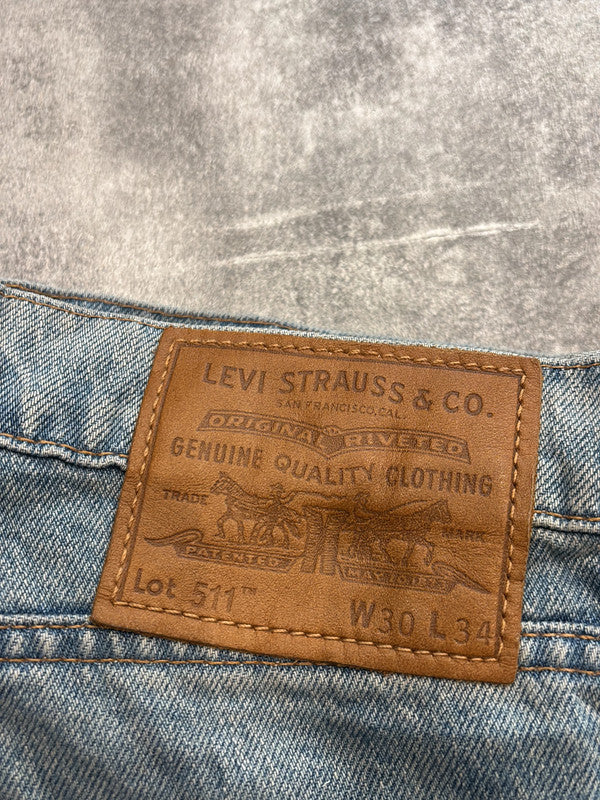 LEVI STRAUSS & CO.
SAN FRANCISCO, CAL.
ORIGINAL RIVETED
GENUINE QUALITY CLOTHING
TRADE MARK
PATENTED
Lot 511™
W30 L34